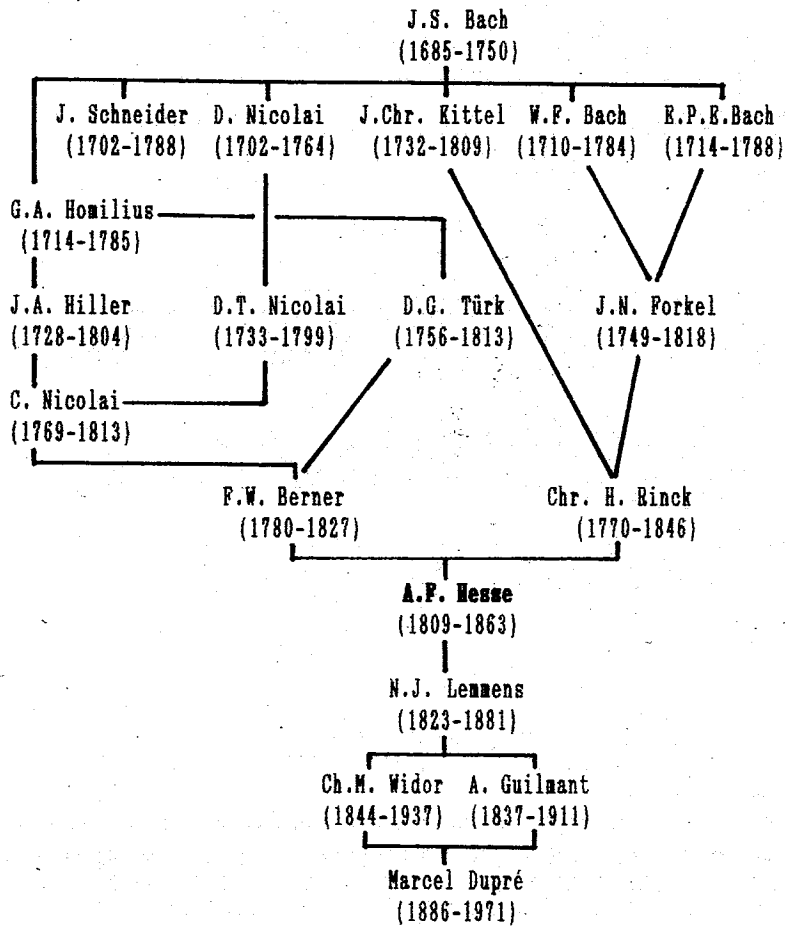 J.S. Bach
(1685-1750)
J. Schneider D. Nicolai J.Chr. Kittel W.F. Bach E.P.E.Bach
(1702-1788) (1702-1764) (1732-1809) (1710-1784) (1714-1788)
G.A. Homilius
(1714-1785)
J.A. Hiller D.T. Nicolai D.G. Türk J.N. Forkel
(1728-1804) (1733-1799) (1756-1813) (1749-1818)
C. Nicolai
(1769-1813)
F.W. Berner Chr. H. Rinck
(1780-1827) (1770-1846)
A.F. Hesse
(1809-1863)
N.J. Lemmens
(1823-1881)
Ch.M. Widor A. Guilmant
(1844-1937) (1837-1911)
Marcel Dupré
(1886-1971)